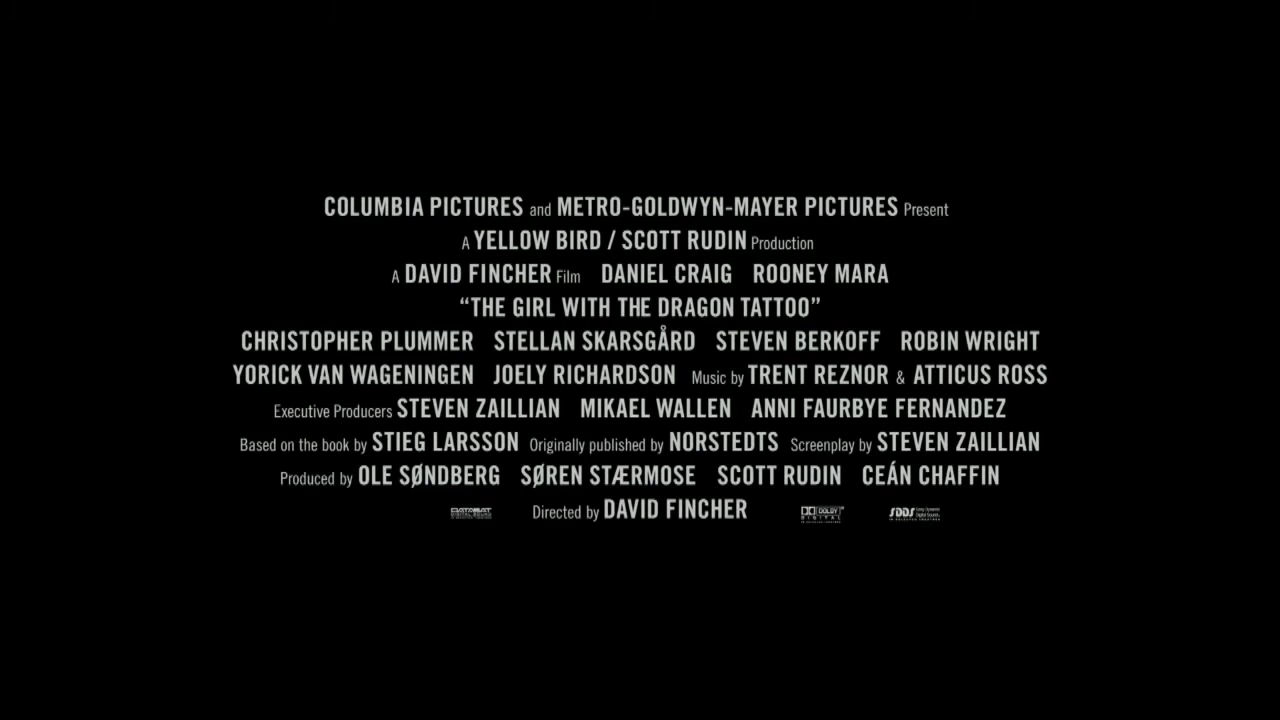 COLUMBIA PICTURES and METRO-GOLDWYN-MAYER PICTURES Present
A YELLOW BIRD / SCOTT RUDIN Production
A DAVID FINCHER Film DANIEL CRAIG ROONEY MARA
“THE GIRL WITH THE DRAGON TATTOO”
CHRISTOPHER PLUMMER STELLAN SKARSGÅRD STEVEN BERKOFF ROBIN WRIGHT
YORICK VAN WAGENINGEN JOELY RICHARDSON Music by TRENT REZNOR & ATTICUS ROSS
Executive Producers STEVEN ZAILLIAN MIKAEL WALLEN ANNI FAURBYE FERNANDEZ
Based on the book by STIEG LARSSON Originally published by NORSTEDTS Screenplay by STEVEN ZAILLIAN
Produced by OLE SØNDBERG SØREN STÆRMOSE SCOTT RUDIN CEÁN CHAFFIN
Directed by DAVID FINCHER DOLBY DIGITAL SDDS